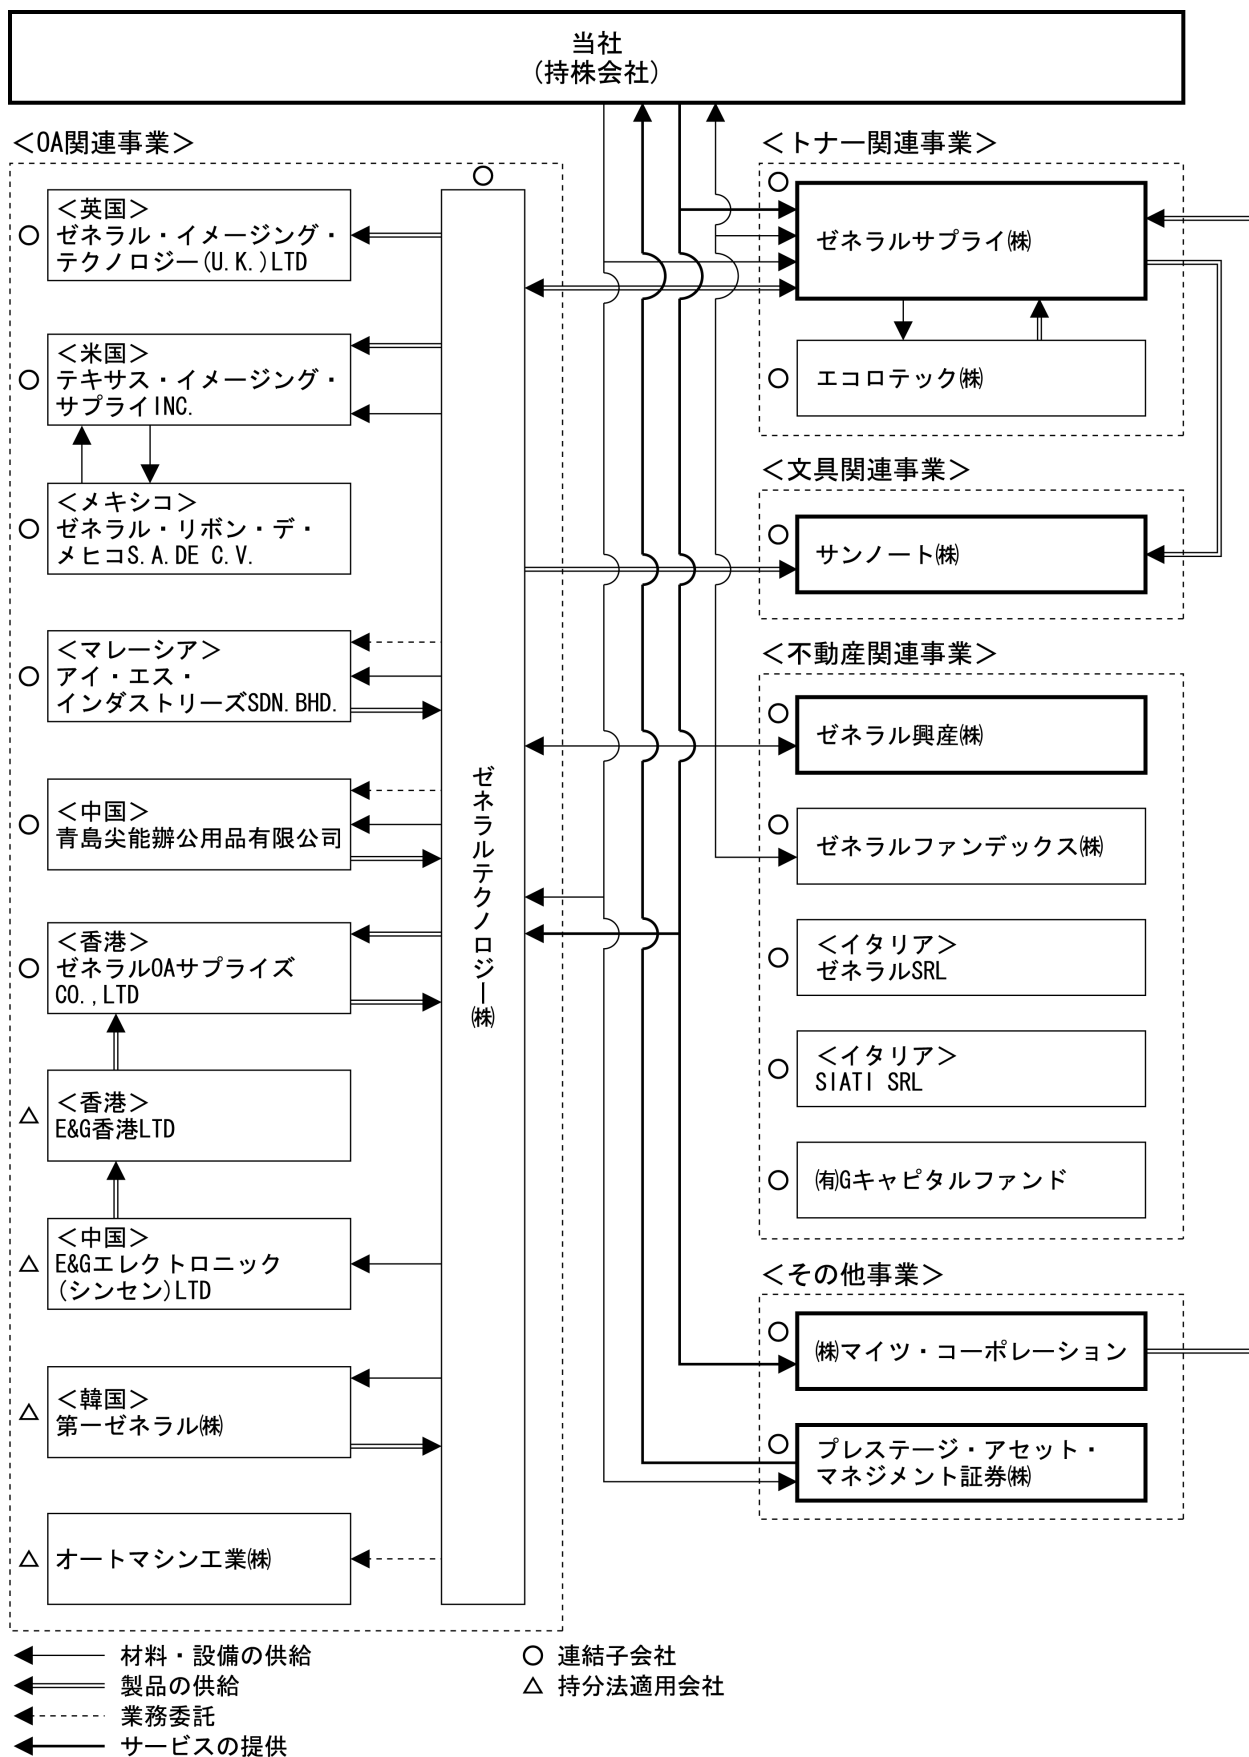 当社
(持株会社)
＜OA関連事業＞
○
○
＜英国＞
ゼネラル・イメージング・
テクノロジー(U.K.)LTD
○
＜米国＞
テキサス・イメージング・
サプライINC.
○
＜メキシコ＞
ゼネラル・リボン・デ・
メヒコS.A.DE C.V.
○
＜マレーシア＞
アイ・エス・
インダストリーズSDN.BHD.
○
＜中国＞
青島尖能辦公用品有限公司
○
＜香港＞
ゼネラルOAサプライズ
CO.,LTD
△
＜香港＞
E&G香港LTD
△
＜中国＞
E&Gエレクトロニック
(シンセン)LTD
△
＜韓国＞
第一ゼネラル㈱
△
オートマシン工業㈱
ゼネラルテクノロジー㈱
＜トナー関連事業＞
○
ゼネラルサプライ㈱
○
エコロテック㈱
＜文具関連事業＞
○
サンノート㈱
＜不動産関連事業＞
○
ゼネラル興産㈱
○
ゼネラルファンデックス㈱
○
＜イタリア＞
ゼネラルSRL
○
＜イタリア＞
SIATI SRL
○
㈲Gキャピタルファンド
＜その他事業＞
○
㈱マイツ・コーポレーション
○
プレステージ・アセット・
マネジメント証券㈱
材料・設備の供給
製品の供給
業務委託
サービスの提供
○ 連結子会社
△ 持分法適用会社